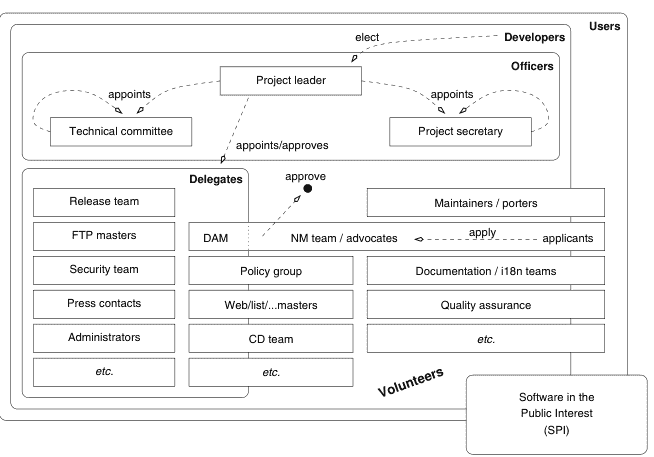 Users
elect
Developers
Officers
Project leader
appoints
appoints
Technical committee
Project secretary
appoints/approves
Delegates
approve
Release team
Maintainers / porters
FTP masters
DAM
NM team / advocates
apply
applicants
Security team
Policy group
Documentation / i18n teams
Press contacts
Web/list/...masters
Quality assurance
Administrators
CD team
etc.
etc.
etc.
Volunteers
Software in the
Public Interest
(SPI)